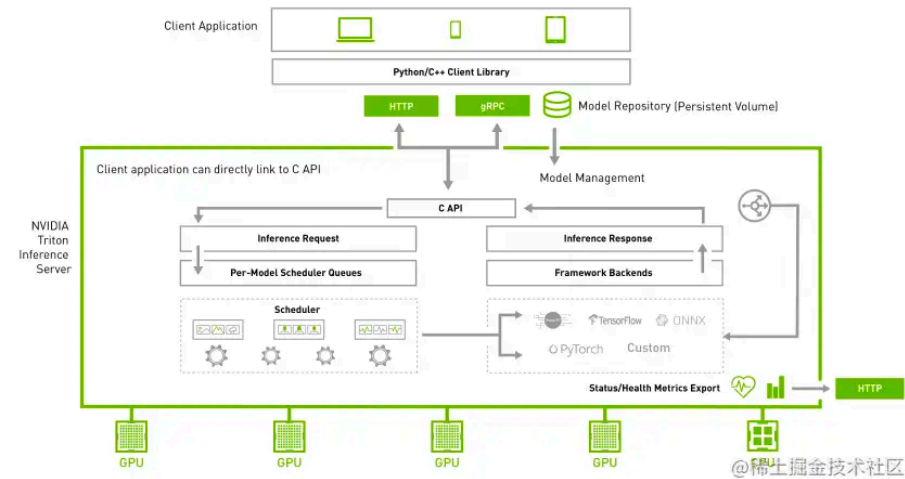 Client Application
Python/C++ Client Library
HTTP
gRPC
Model Repository (Persistent Volume)
Client application can directly link to C API
Model Management
C API
NVIDIA
Triton
Inference
Server
Inference Request
Inference Response
Per-Model Scheduler Queues
Framework Backends
Scheduler
TensorFlow
ONNX
PyTorch
Custom
Status/Health Metrics Export
HTTP
GPU
GPU
GPU
GPU
@稀土掘金技术社区